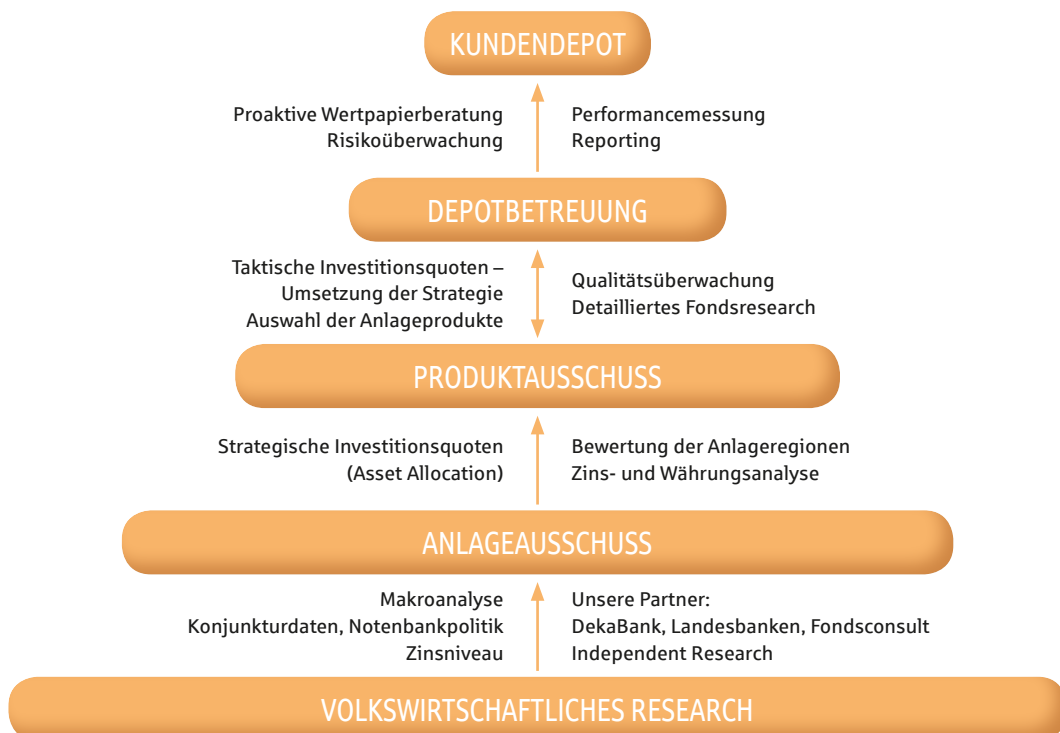 KUNDENDEPOT
Proaktive Wertpapierberatung
Risikoüberwachung
Performancemessung
Reporting
DEPOTBETREUUNG
Taktische Investitionsquoten –
Umsetzung der Strategie
Auswahl der Anlageprodukte
Qualitätsüberwachung
Detailliertes Fondsresearch
PRODUKTAUSSCHUSS
Strategische Investitionsquoten
(Asset Allocation)
Bewertung der Anlageregionen
Zins- und Währungsanalyse
ANLAGEAUSSCHUSS
Makroanalyse
Konjunkturdaten, Notenbankpolitik
Zinsniveau
Unsere Partner:
DekaBank, Landesbanken, Fondsconsult
Independent Research
VOLKSWIRTSCHAFTLICHES RESEARCH